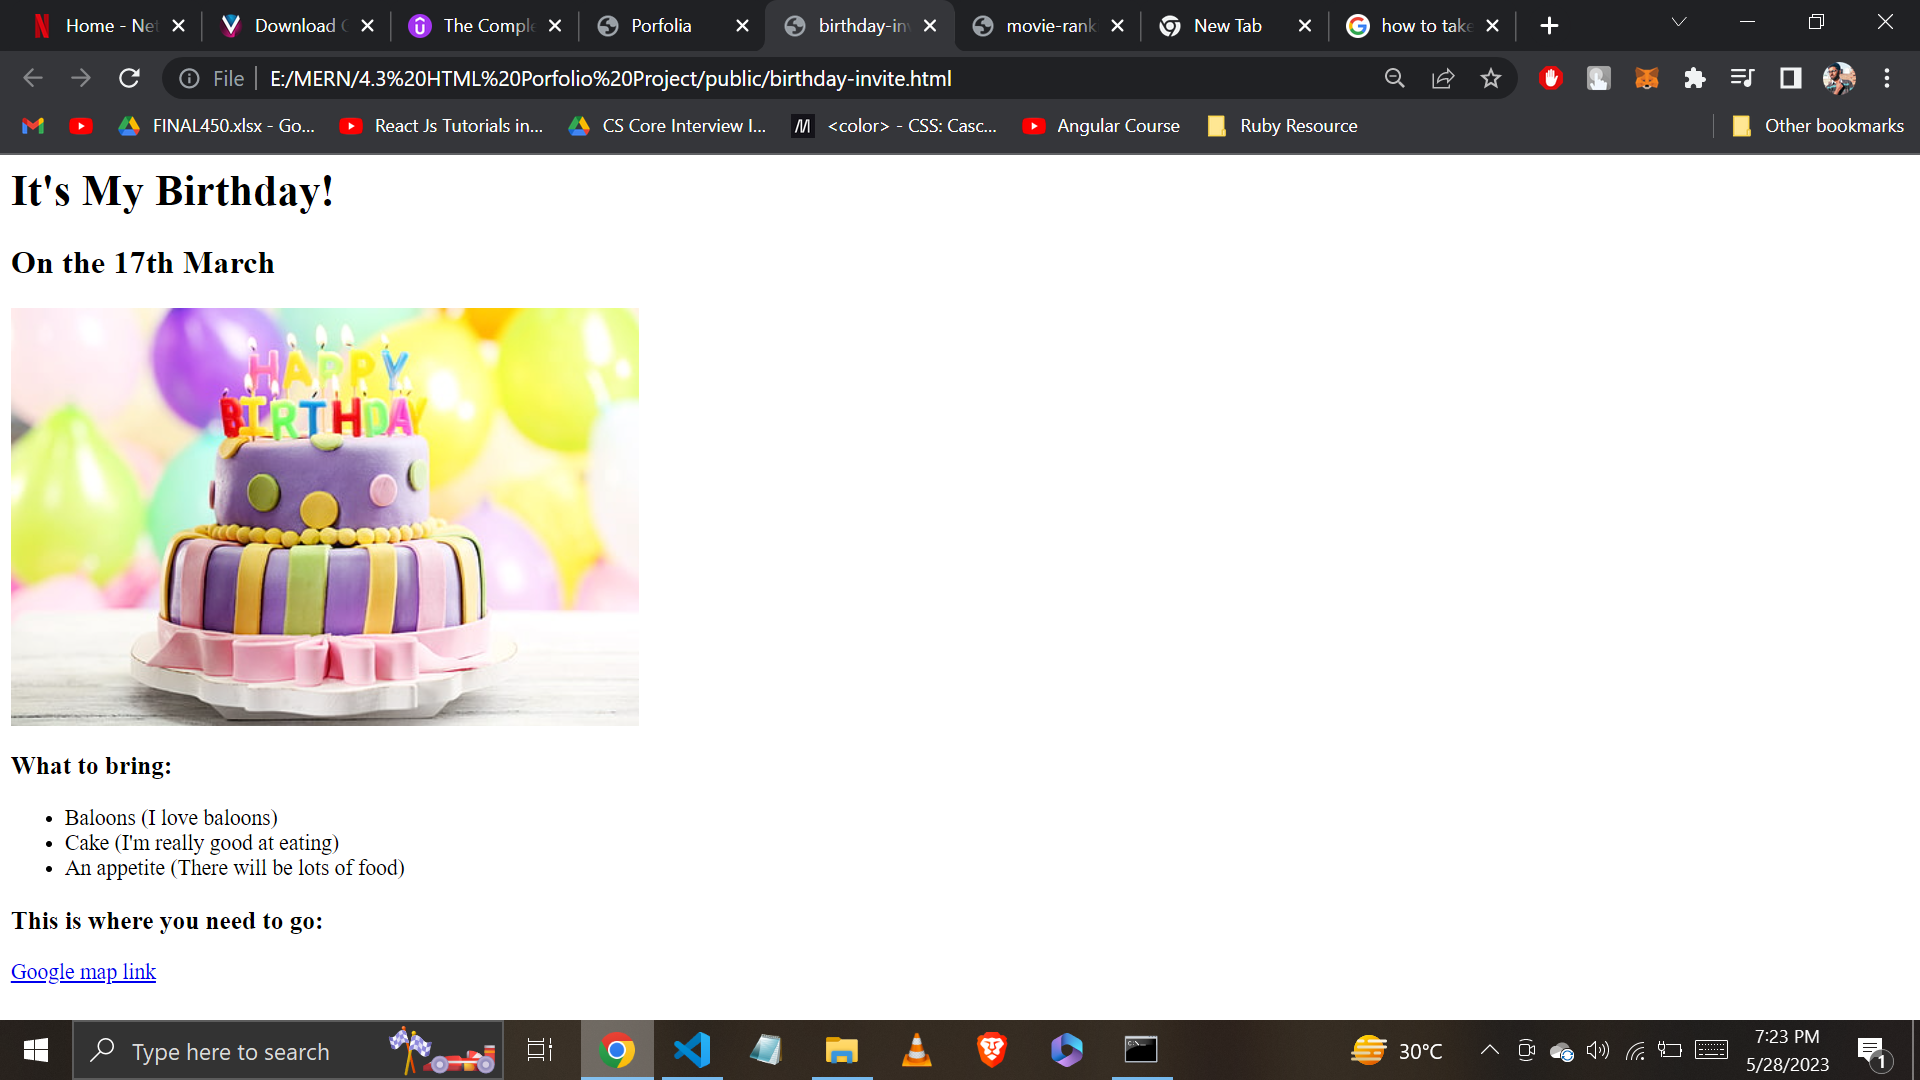 Home - Net
Download C
The Comple
Porfolia
birthday-inv
movie-rank
New Tab
how to take
File
E:/MERN/4.3%20HTML%20Porfolio%20Project/public/birthday-invite.html
FINAL450.xlsx - Go...
React Js Tutorials in...
CS Core Interview I...
<color> - CSS: Casc...
Angular Course
Ruby Resource
Other bookmarks
It's My Birthday!
On the 17th March
HAPPY
BIRTHDAY
What to bring:
• Baloons (I love baloons)
• Cake (I'm really good at eating)
• An appetite (There will be lots of food)
This is where you need to go:
Google map link
Type here to search
30°C
7:23 PM
5/28/2023
1